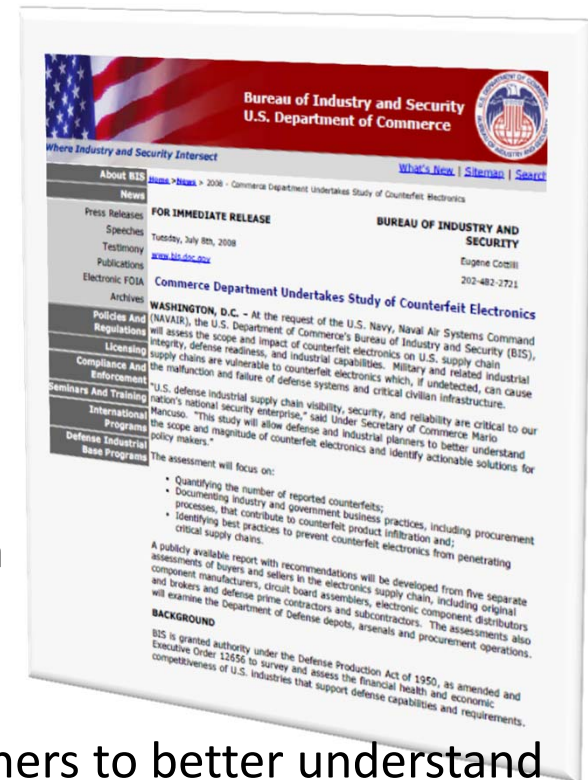 Bureau of Industry and Security
U.S. Department of Commerce
Where Industry and Security Intersect
What's New | Sitemap | Search
About BIS
News
Press Releases
Speeches
Testimony
Publications
Electronic FOIA
Archives
Policies And
Regulations
Licensing
Compliance And
Enforcement
Seminars And Training
International
Programs
Defense Industrial
Base Programs
Home >News > 2008 - Commerce Department Undertakes Study of Counterfeit Electronics
FOR IMMEDIATE RELEASE
Tuesday, July 8th, 2008
www.bis.doc.gov
BUREAU OF INDUSTRY AND
SECURITY
Eugene Cottilli
202-482-2721
Commerce Department Undertakes Study of Counterfeit Electronics
WASHINGTON, D.C. – At the request of the U.S. Navy, Naval Air Systems Command
(NAVAIR), the U.S. Department of Commerce's Bureau of Industry and Security (BIS),
will assess the scope and impact of counterfeit electronics on U.S. supply chain
integrity, defense readiness, and industrial capabilities. Military and related industrial
supply chains are vulnerable to counterfeit electronics which, if undetected, can cause
the malfunction and failure of defense systems and critical civilian infrastructure.
"U.S. defense industrial supply chain visibility, security, and reliability are critical to our
nation's national security enterprise," said Under Secretary of Commerce Mario
Mancuso. "This study will allow defense and industrial planners to better understand
the scope and magnitude of counterfeit electronics and identify actionable solutions for
policy makers."
The assessment will focus on:
• Quantifying the number of reported counterfeits;
• Documenting industry and government business practices, including procurement
processes, that contribute to counterfeit product infiltration and;
• Identifying best practices to prevent counterfeit electronics from penetrating
critical supply chains.
A publicly available report with recommendations will be developed from five separate
assessments of buyers and sellers in the electronics supply chain, including original
component manufacturers, circuit board assemblers, electronic component distributors
and brokers and defense prime contractors and subcontractors. The assessments also
will examine the Department of Defense depots, arsenals and procurement operations.
BACKGROUND
BIS is granted authority under the Defense Production Act of 1950, as amended and
Executive Order 12656 to survey and assess the financial health and economic
competitiveness of U.S. industries that support defense capabilities and requirements.
ners to better understand